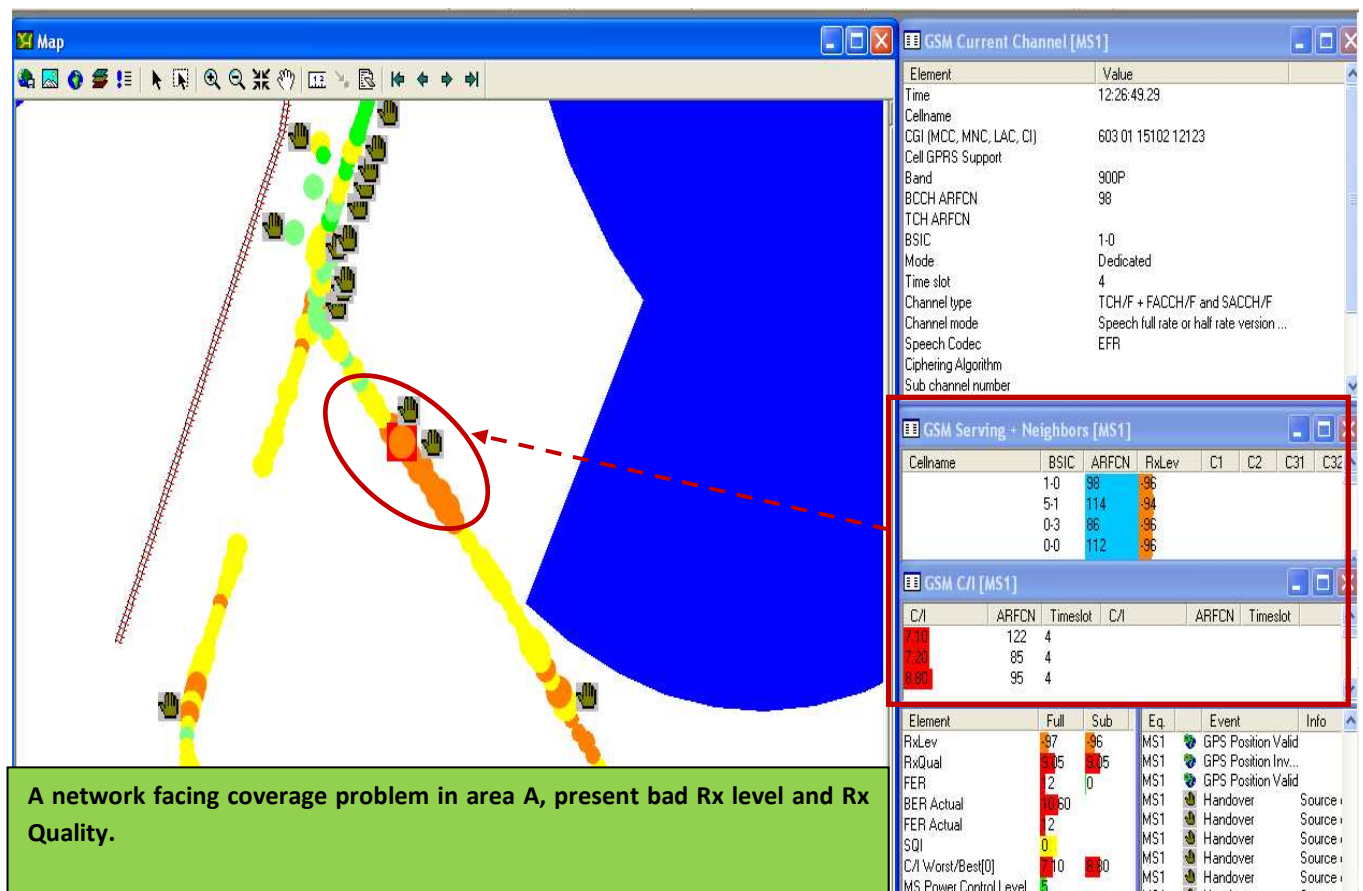 Map
GSM Current Channel [MS1]
Element Value
Time 12:26:49.29
Cellname
CGI (MCC, MNC, LAC, CI) 603 01 15102 12123
Cell GPRS Support
Band 900P
BCCH ARFCN 98
TCH ARFCN
BSIC 1-0
Mode Dedicated
Time slot 4
Channel type TCH/F + FACCH/F and SACCH/F
Channel mode Speech full rate or half rate version ...
Speech Codec EFR
Ciphering Algorithm
Sub channel number
GSM Serving + Neighbors [MS1]
Cellname BSIC ARFCN RxLev C1 C2 C31 C32
1-0 98 -96
5-1 114 -94
0-3 86 -96
0-0 112 -96
GSM C/I [MS1]
C/I ARFCN Timeslot C/I ARFCN Timeslot
7.10 122 4
7.20 85 4
8.80 95 4
Element Full Sub
RxLev -97 -96
RxQual 9.05 9.05
FER 12 0
BER Actual 10.60
FER Actual 12
SQI 0
C/I Worst/Best[0] 7.10 8.80
MS Power Control Level 5
Eq. Event Info
MS1 GPS Position Valid
MS1 GPS Position Inv...
MS1 GPS Position Valid
MS1 Handover Source
MS1 Handover Source
MS1 Handover Source
MS1 Handover Source
MS1 Handover Source
A network facing coverage problem in area A, present bad Rx level and Rx
Quality.